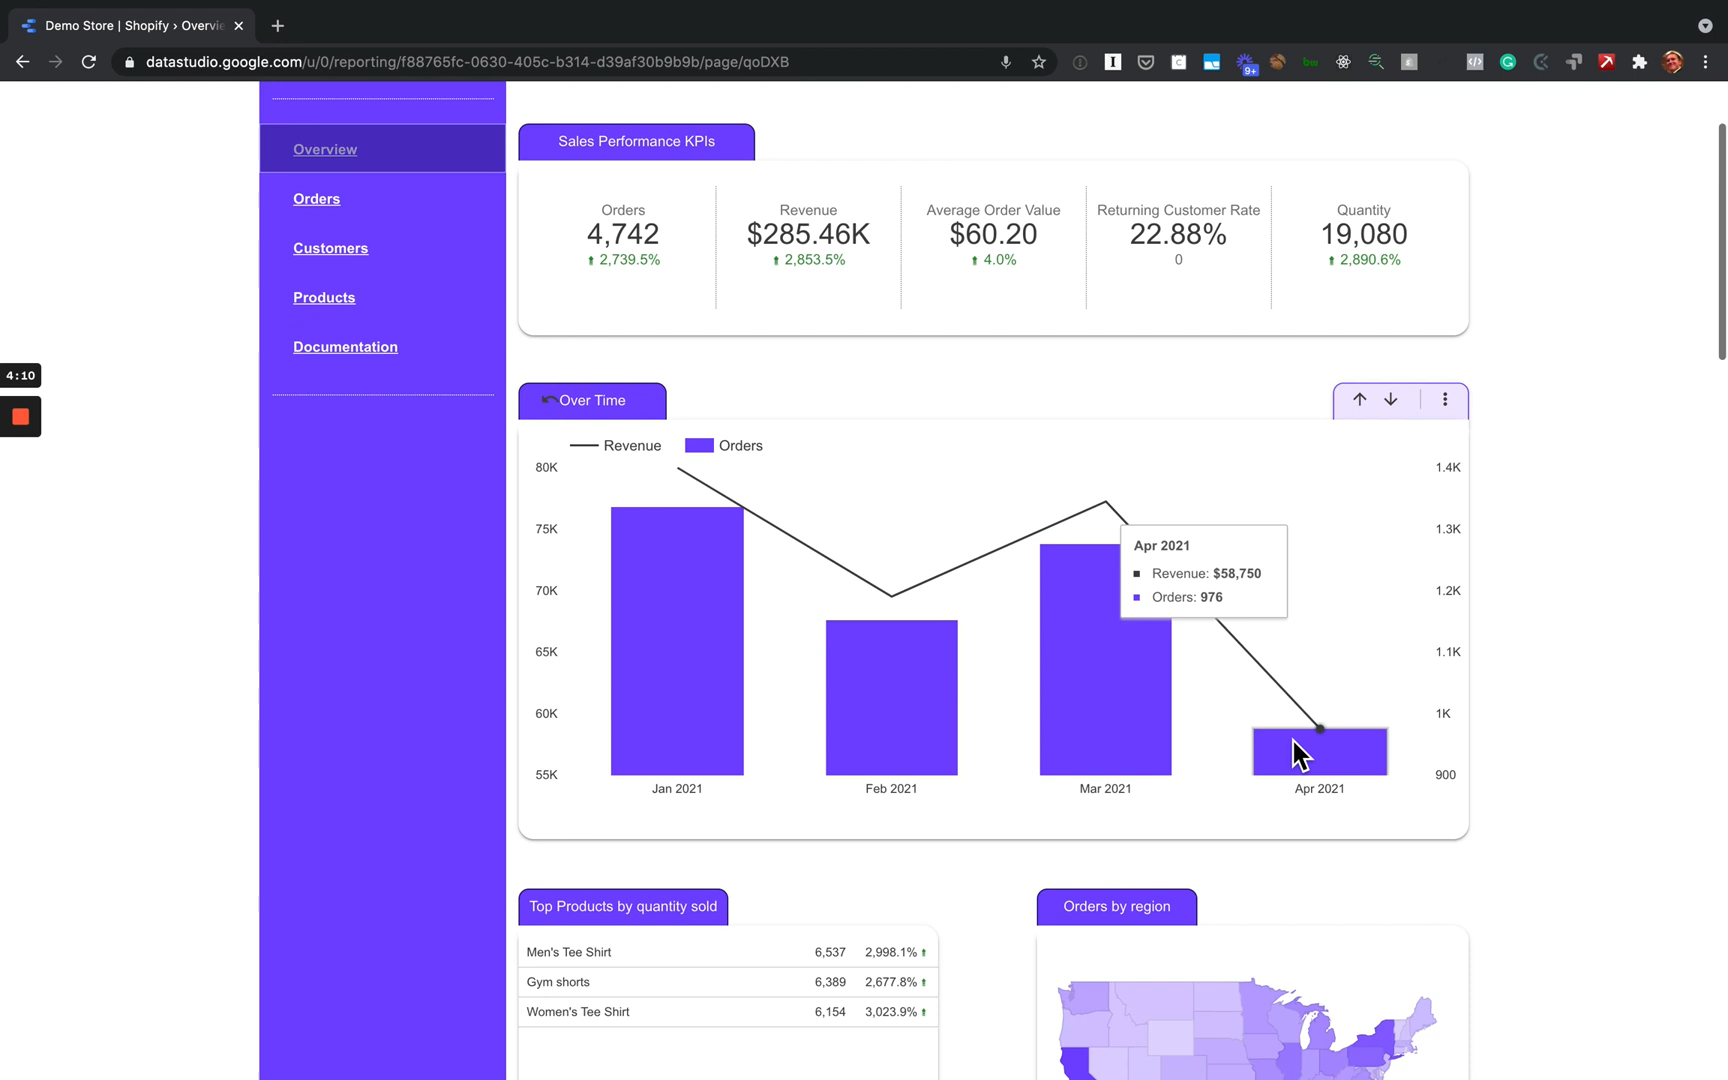 Demo Store | Shopify › Overvie
datastudio.google.com/u/0/reporting/f88765fc-0630-405c-b314-d39af30b9b9b/page/qoDXB
9+
Overview
Orders
Customers
Products
Documentation
4:10
Sales Performance KPIs
Orders
4,742
2,739.5%
Revenue
$285.46K
2,853.5%
Average Order Value
$60.20
4.0%
Returning Customer Rate
22.88%
0
Quantity
19,080
2,890.6%
Over Time
Revenue Orders
80K 1.4K
75K 1.3K
70K 1.2K
65K 1.1K
60K 1K
55K 900
Apr 2021
Revenue: $58,750
Orders: 976
Jan 2021 Feb 2021 Mar 2021 Apr 2021
Top Products by quantity sold
Men's Tee Shirt 6,537 2,998.1%
Gym shorts 6,389 2,677.8%
Women's Tee Shirt 6,154 3,023.9%
Orders by region